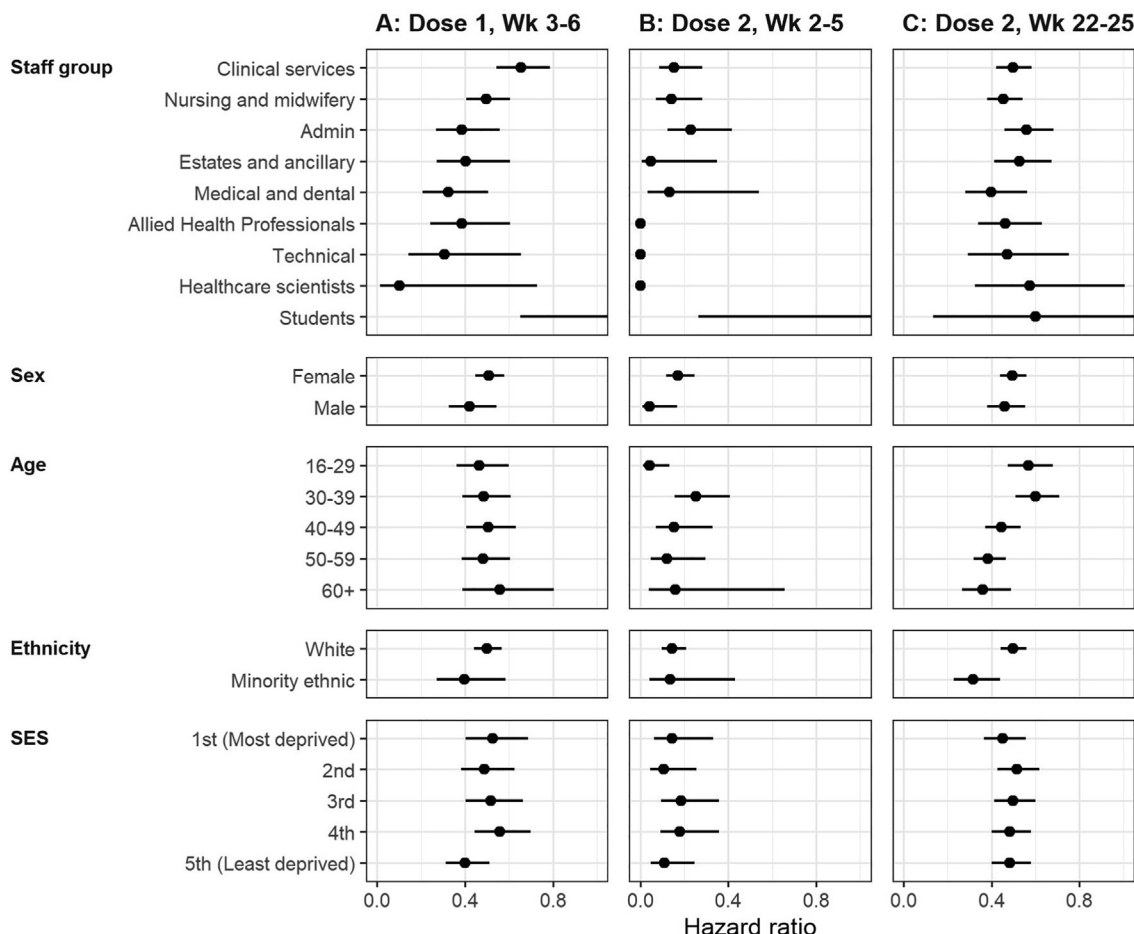 A: Dose 1, Wk 3-6 B: Dose 2, Wk 2-5 C: Dose 2, Wk 22-25
Staff group Clinical services
Nursing and midwifery
Admin
Estates and ancillary
Medical and dental
Allied Health Professionals
Technical
Healthcare scientists
Students
Sex Female
Male
Age 16-29
30-39
40-49
50-59
60+
Ethnicity White
Minority ethnic
SES 1st (Most deprived)
2nd
3rd
4th
5th (Least deprived)
0.0 0.4 0.8 0.4 0.8 0.0 0.4 0.8
Hazard ratio